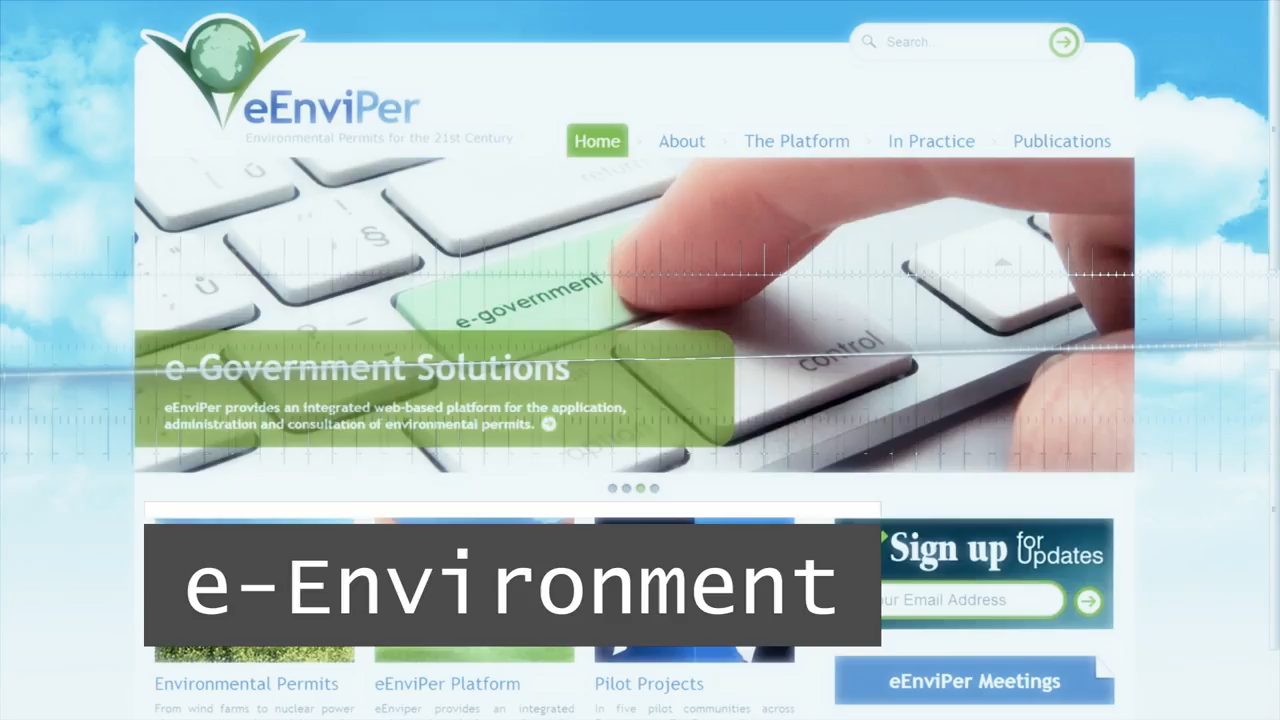 Search..
eEnviPer
Environmental Permits for the 21st Century
Home
About
The Platform
In Practice
Publications
return
e-government
control
e-Government Solutions
eEnviPer provides an integrated web-based platform for the application,
administration and consultation of environmental permits.
e-Environment
Sign up for Updates
our Email Address
Environmental Permits
eEnviPer Platform
Pilot Projects
eEnviPer Meetings
From wind farms to nuclear power
eEnviper provides an integrated
In five pilot communities across